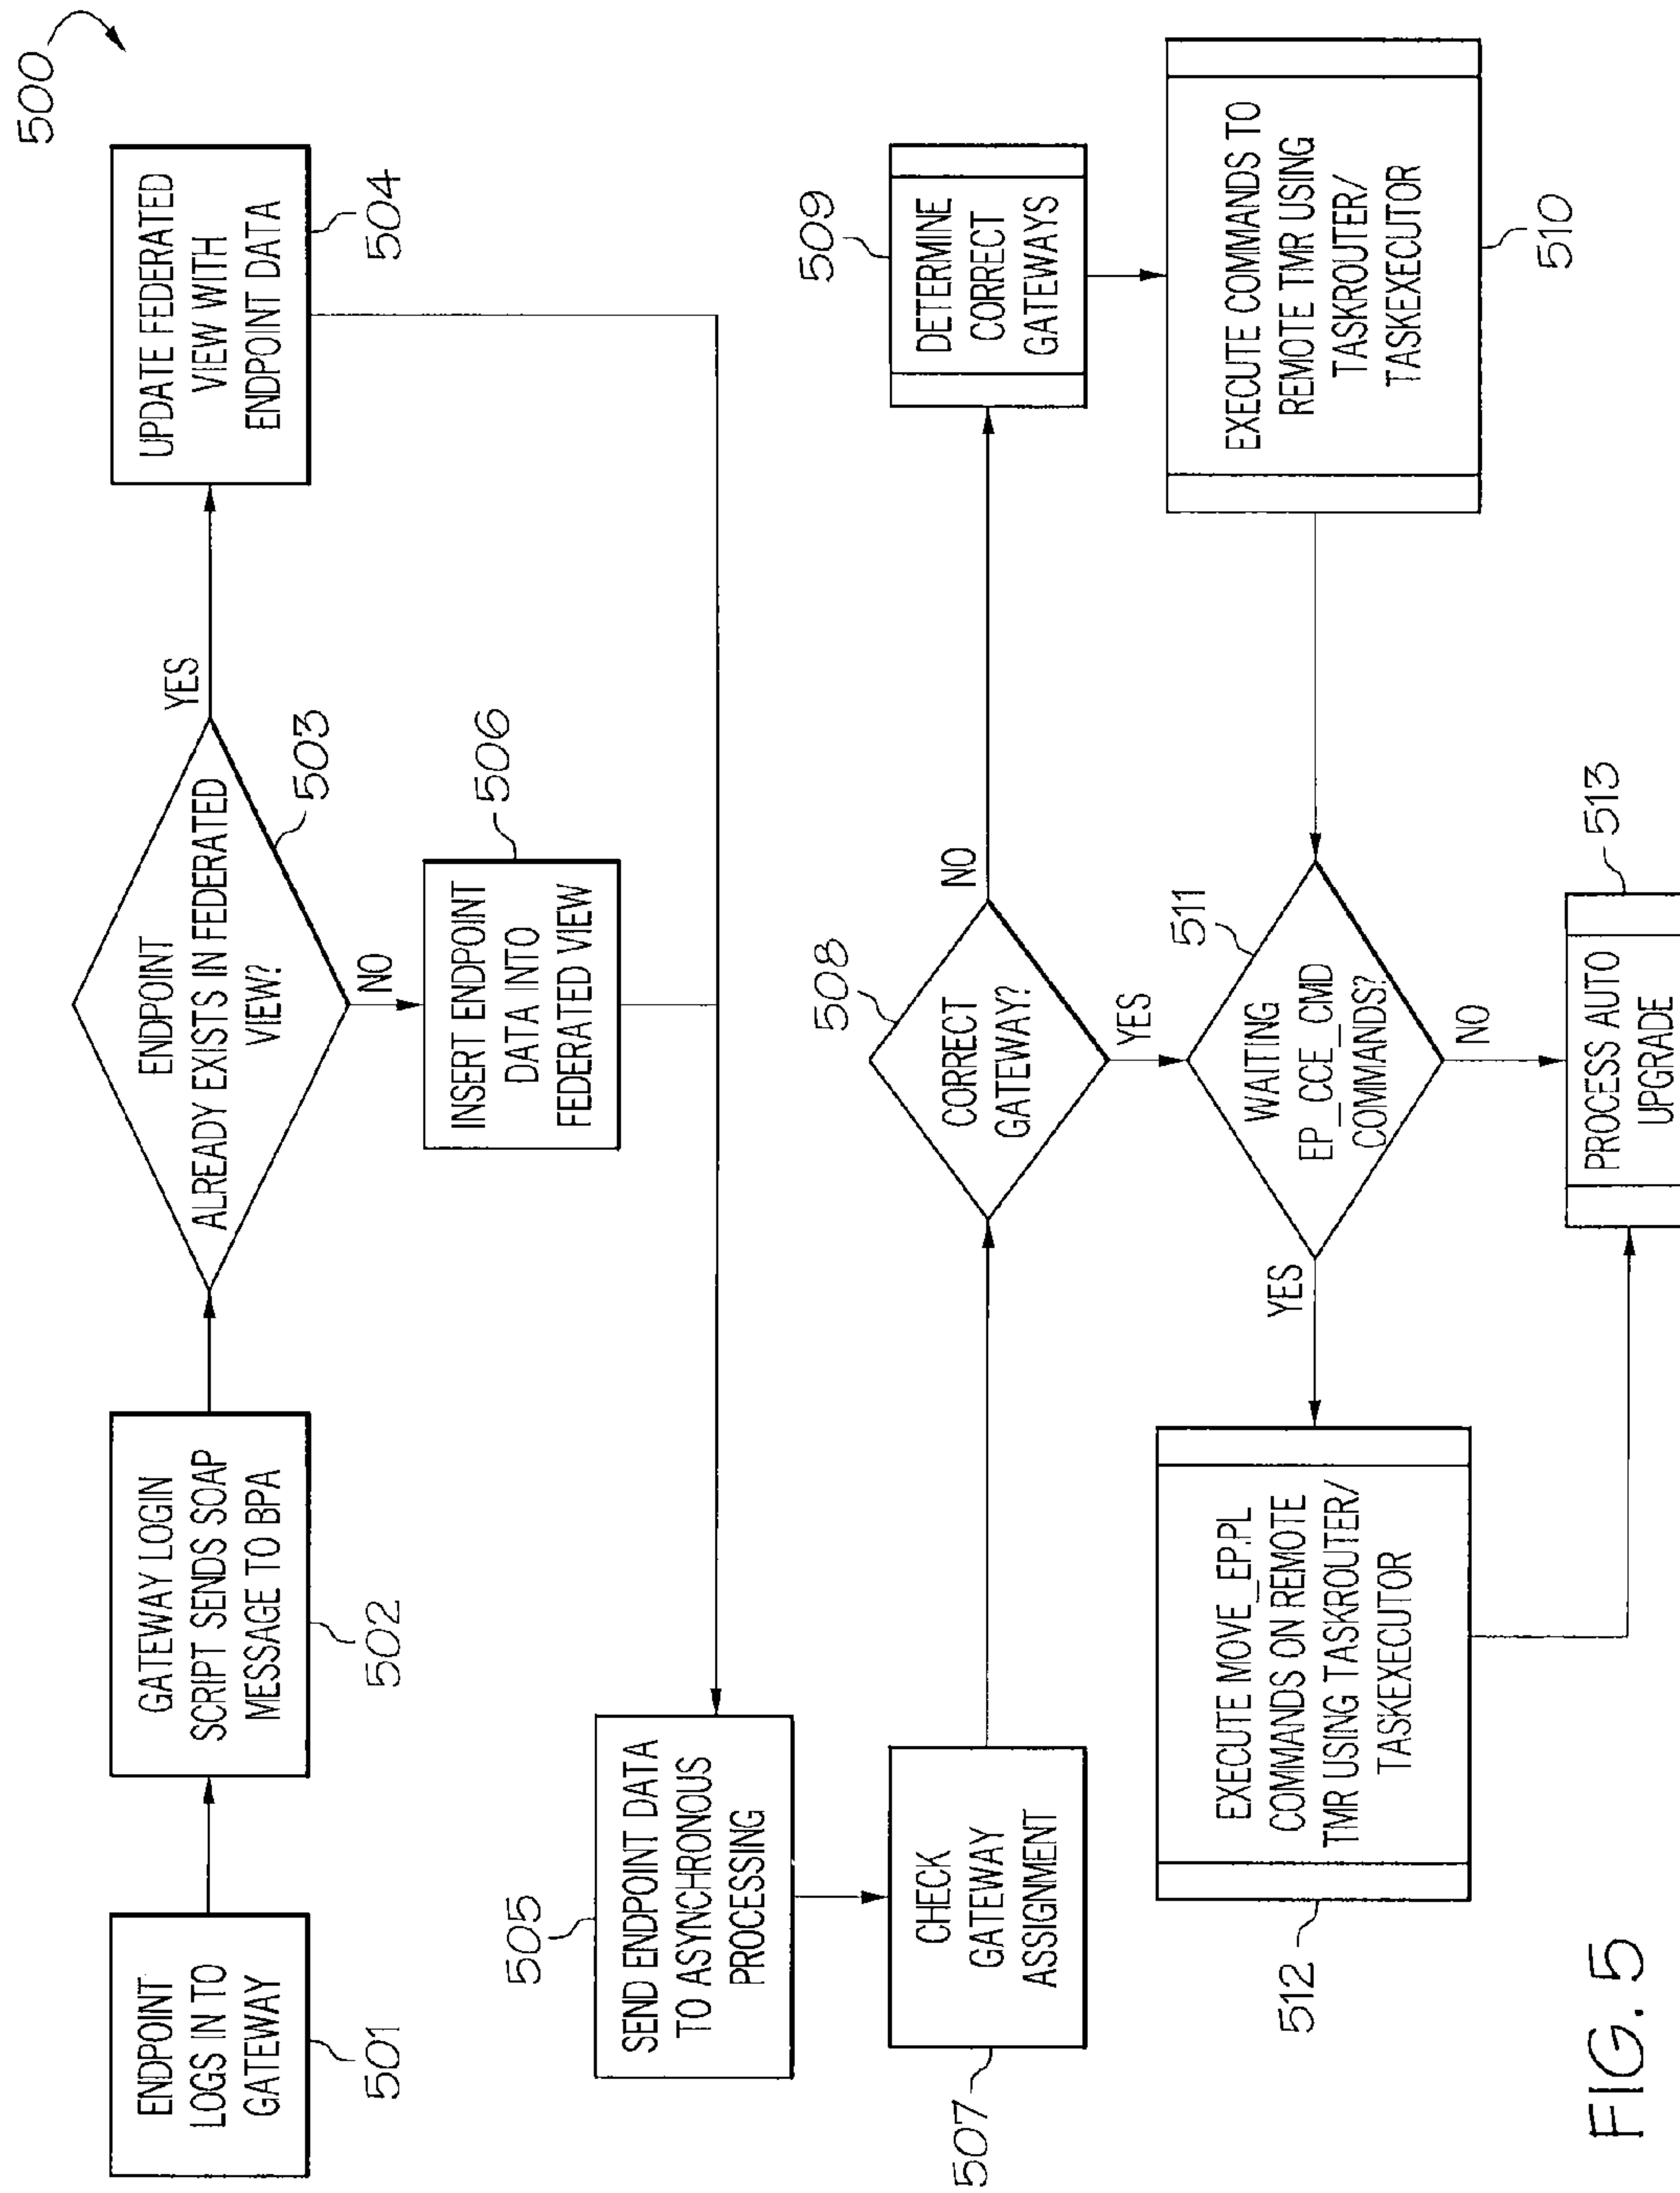 500
ENDPOINT
LOGS IN TO
GATEWAY
501
GATEWAY LOGIN
SCRIPT SENDS SOAP
MESSAGE TO BPA
502
ENDPOINT
ALREADY EXISTS IN FEDERATED
VIEW?
503
YES
NO
UPDATE FEDERATED
VIEW WITH
ENDPOINT DATA
504
INSERT ENDPOINT
DATA INTO
FEDERATED VIEW
506
505
SEND ENDPOINT DATA
TO ASYNCHRONOUS
PROCESSING
CHECK
GATEWAY
ASSIGNMENT
507
508
CORRECT
GATEWAY?
NO
YES
509
DETERMINE
CORRECT
GATEWAYS
EXECUTE COMMANDS TO
REMOTE TMR USING
TASKROUTER/
TASKEXECUTOR
510
511
WAITING
EP_CCE_CMD
COMMANDS?
YES
NO
EXECUTE MOVE_EP.PL
COMMANDS ON REMOTE
TMR USING TASKROUTER/
TASKEXECUTOR
512
PROCESS AUTO
UPGRADE
513
FIG. 5